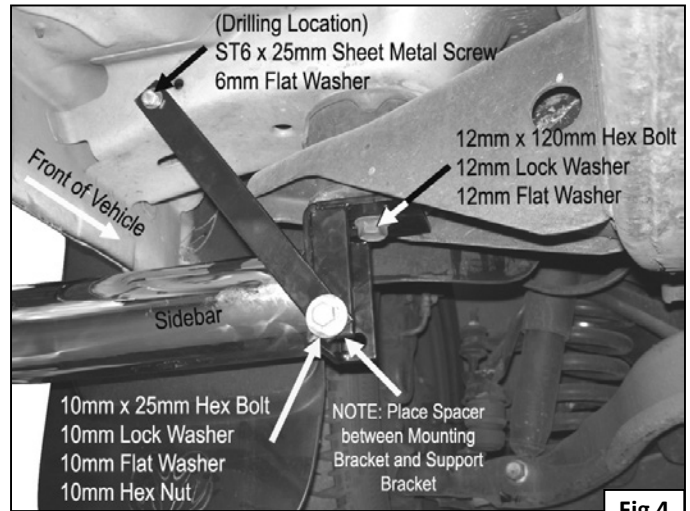 (Drilling Location)
ST6 x 25mm Sheet Metal Screw
6mm Flat Washer
12mm x 120mm Hex Bolt
12mm Lock Washer
12mm Flat Washer
Front of Vehicle
Sidebar
10mm x 25mm Hex Bolt
10mm Lock Washer
10mm Flat Washer
10mm Hex Nut
NOTE: Place Spacer
between Mounting
Bracket and Support
Bracket
Fig 4